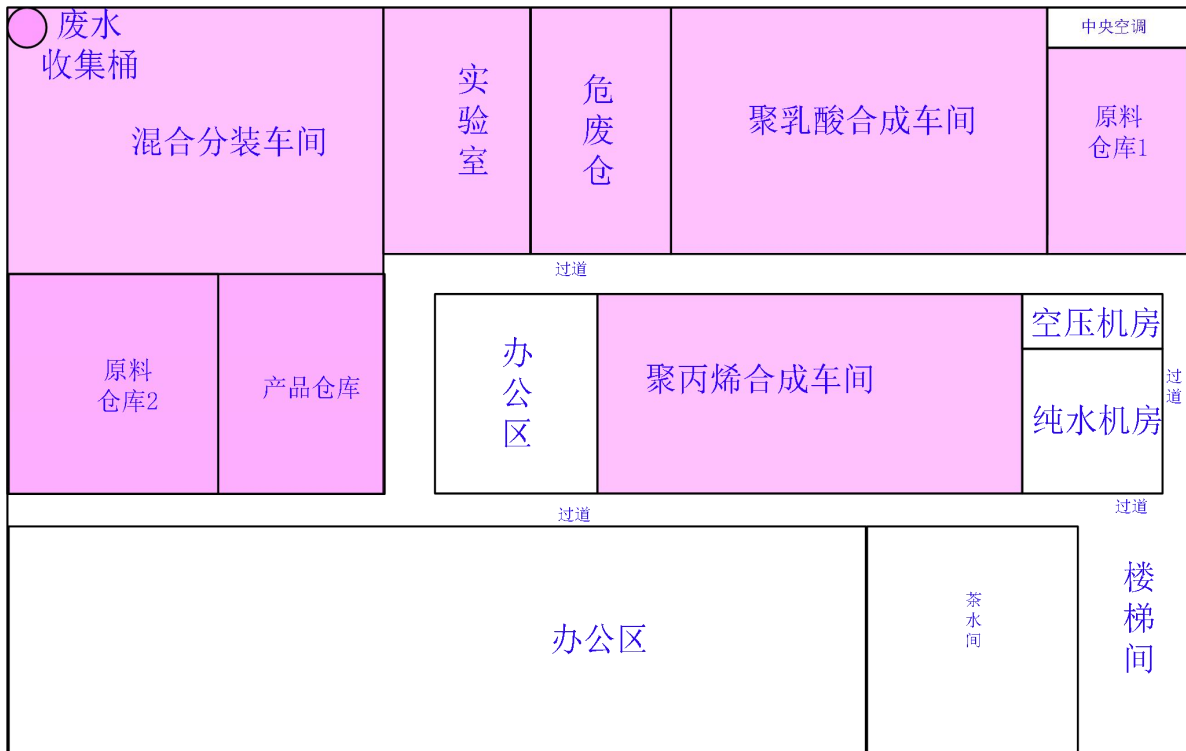 废水
收集桶
混合分装车间
实验室
危废仓
聚乳酸合成车间
中央空调
原料
仓库1
过道
原料
仓库2
产品仓库
办公区
聚丙烯合成车间
空压机房
纯水机房
过道
过道
过道
办公区
茶水间
楼梯间